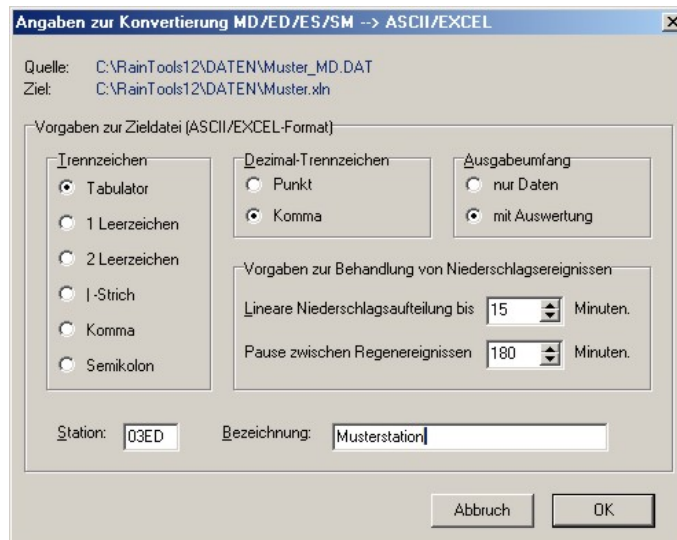 Angaben zur Konvertierung MD/ED/ES/SM --> ASCII/EXCEL
Quelle: C:\RainTools12\DATEN\Muster_MD.DAT
Ziel: C:\RainTools12\DATEN\Muster.xln
Vorgaben zur Zieldatei (ASCII/EXCEL-Format)
Trennzeichen
Tabulator
1 Leerzeichen
2 Leerzeichen
|-Strich
Komma
Semikolon
Dezimal-Trennzeichen
Punkt
Komma
Ausgabeumfang
nur Daten
mit Auswertung
Vorgaben zur Behandlung von Niederschlagsereignissen
Lineare Niederschlagsaufteilung bis 15 Minuten.
Pause zwischen Regenereignissen 180 Minuten.
Station: 03ED Bezeichnung: Musterstation
Abbruch OK